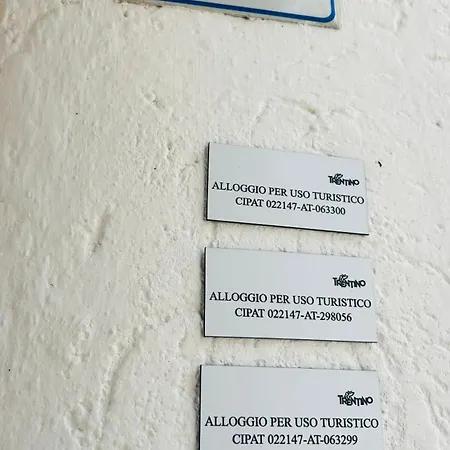 TRENTINO
ALLOGGIO PER USO TURISTICO
CIPAT 022147-AT-063300
TRENTINO
ALLOGGIO PER USO TURISTICO
CIPAT 022147-AT-298056
TRENTINO
ALLOGGIO PER USO TURISTICO
CIPAT 022147-AT-063299